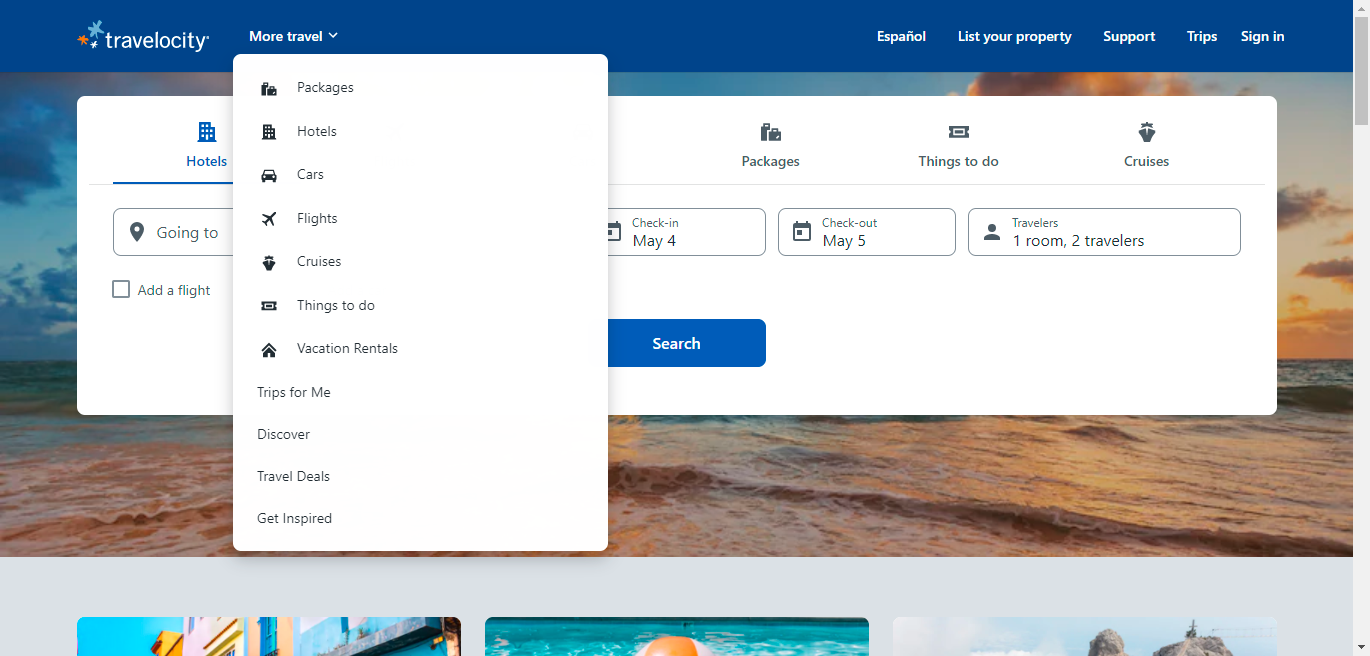 travelocity
More travel
Español
List your property
Support
Trips
Sign in
Packages
Hotels
Cars
Flights
Cruises
Things to do
Vacation Rentals
Trips for Me
Discover
Travel Deals
Get Inspired
Hotels
Packages
Things to do
Cruises
Going to
Check-in
May 4
Check-out
May 5
Travelers
1 room, 2 travelers
Add a flight
Search